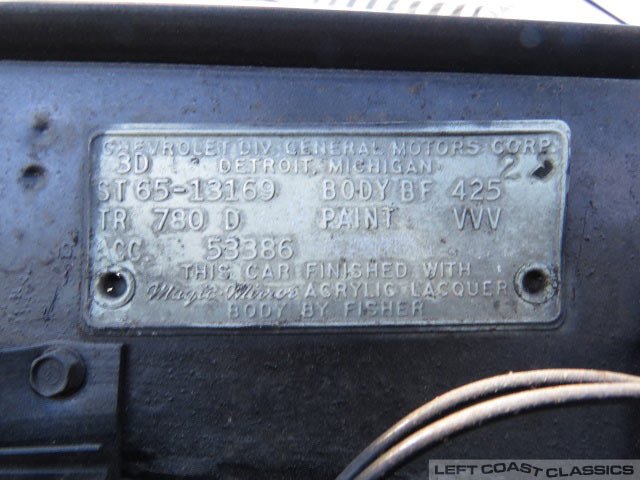 CHEVROLET DIV. GENERAL MOTORS CORP.
3D DETROIT, MICHIGAN 2
ST 65-13169 BODY BF 425
TR 780 D PAINT VVV
ACC. 53386
THIS CAR FINISHED WITH
Magic-Mirror ACRYLIC LACQUER
BODY BY FISHER
LEFT COAST CLASSICS